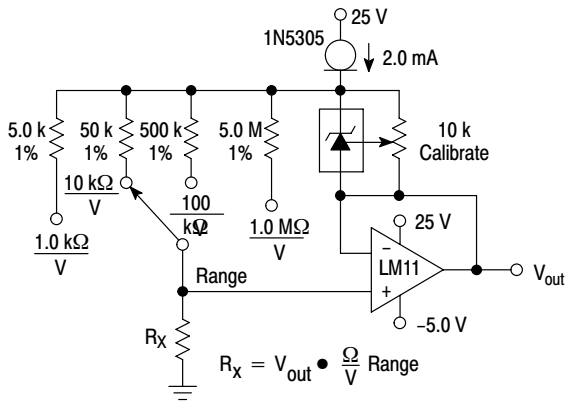 25 V
1N5305
2.0 mA
5.0 k
1%
50 k
1%
500 k
1%
5.0 M
1%
10 k
Calibrate
10 kΩ
V
100
kΩ
V
1.0 kΩ
V
1.0 MΩ
V
25 V
−
LM11
+
Vout
−5.0 V
Range
RX
RX = Vout • Ω/V Range